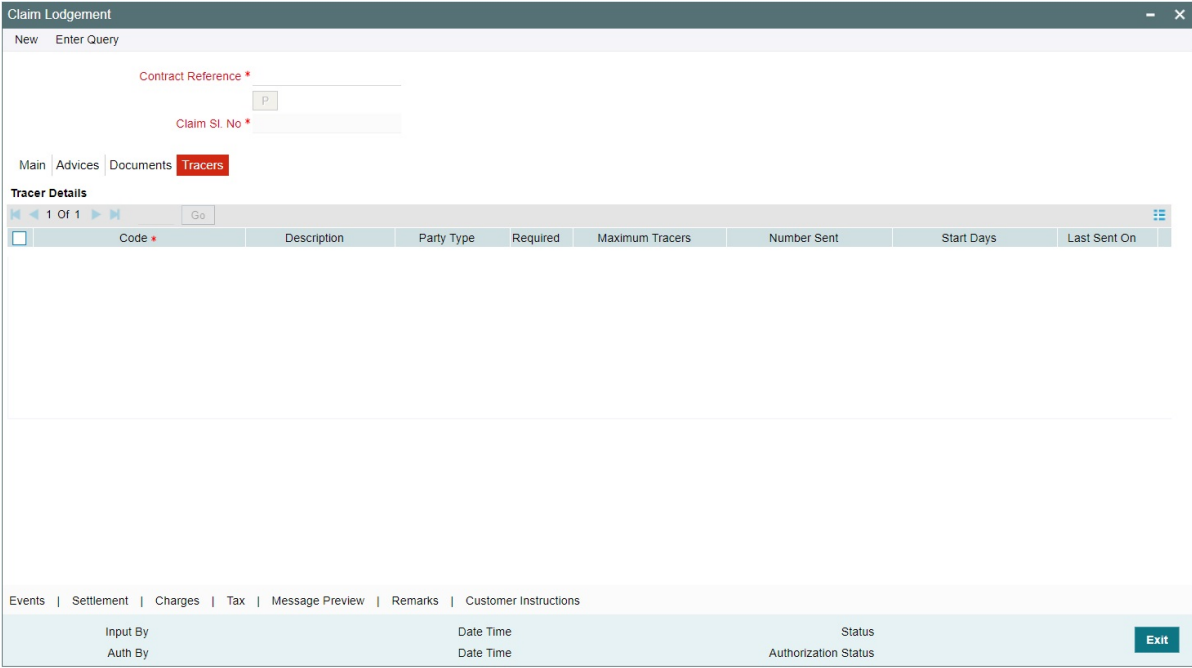 Claim Lodgement
New Enter Query
Contract Reference *
P
Claim Sl. No *
Main Advices Documents Tracers
Tracer Details
1 Of 1 Go
Code * Description Party Type Required Maximum Tracers Number Sent Start Days Last Sent On
Events | Settlement | Charges | Tax | Message Preview | Remarks | Customer Instructions
Input By Date Time Status
Auth By Date Time Authorization Status
Exit